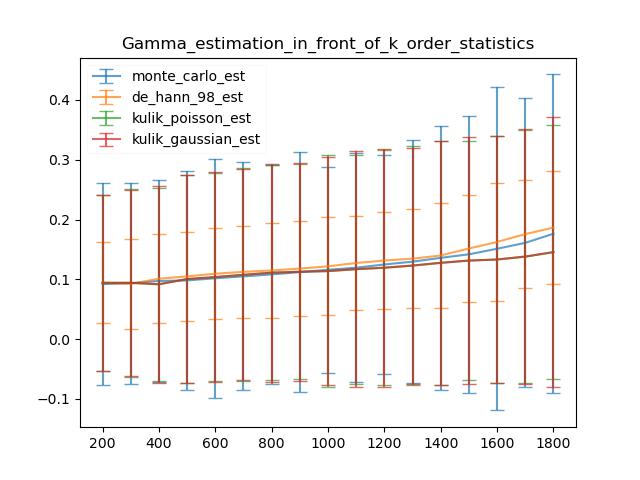 Gamma_estimation_in_front_of_k_order_statistics
monte_carlo_est
de_hann_98_est
kulik_poisson_est
kulik_gaussian_est
0.4
0.3
0.2
0.1
0.0
−0.1
200 400 600 800 1000 1200 1400 1600 1800